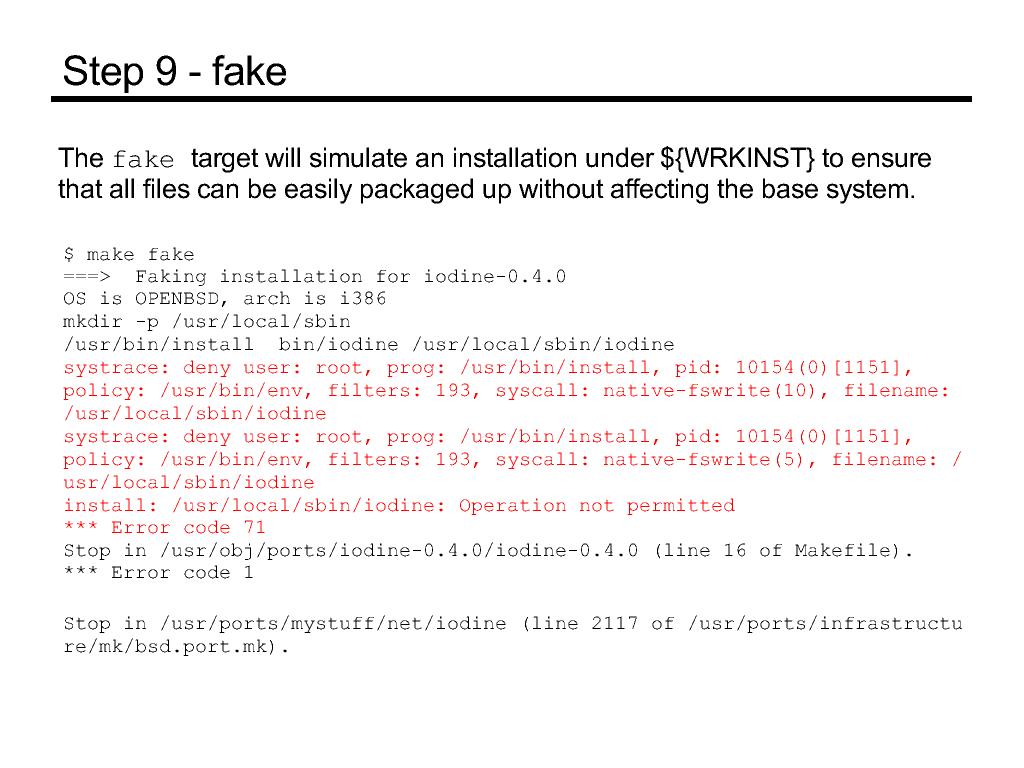 Step 9 - fake
The fake target will simulate an installation under ${WRKINST} to ensure
that all files can be easily packaged up without affecting the base system.
$ make fake
===>  Faking installation for iodine-0.4.0
OS is OPENBSD, arch is i386
mkdir -p /usr/local/sbin
/usr/bin/install  bin/iodine /usr/local/sbin/iodine
systrace: deny user: root, prog: /usr/bin/install, pid: 10154(0)[1151],
policy: /usr/bin/env, filters: 193, syscall: native-fswrite(10), filename:
/usr/local/sbin/iodine
systrace: deny user: root, prog: /usr/bin/install, pid: 10154(0)[1151],
policy: /usr/bin/env, filters: 193, syscall: native-fswrite(5), filename: /
usr/local/sbin/iodine
install: /usr/local/sbin/iodine: Operation not permitted
*** Error code 71
Stop in /usr/obj/ports/iodine-0.4.0/iodine-0.4.0 (line 16 of Makefile).
*** Error code 1
Stop in /usr/ports/mystuff/net/iodine (line 2117 of /usr/ports/infrastructu
re/mk/bsd.port.mk).